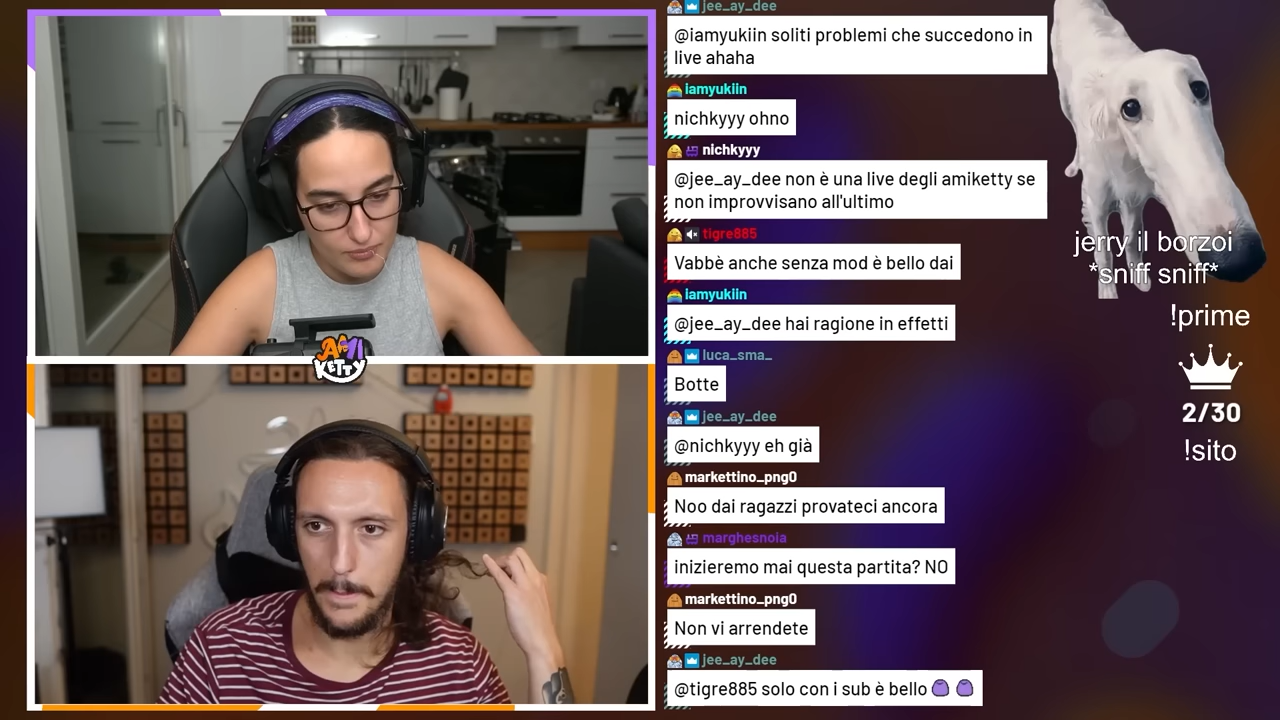 jee_ay_dee
@iamyukiin soliti problemi che succedono in
live ahaha
iamyukiin
nichkyyy ohno
nichkyyy
@jee_ay_dee non è una live degli amiketty se
non improvvisano all'ultimo
tigre885
Vabbè anche senza mod è bello dai
iamyukiin
@jee_ay_dee hai ragione in effetti
luca_sma_
Botte
jee_ay_dee
@nichkyyy eh già
markettino_png0
Noo dai ragazzi provateci ancora
marghesnoia
inizieremo mai questa partita? NO
markettino_png0
Non vi arrendete
jee_ay_dee
@tigre885 solo con i sub è bello
AMI
KETTY
jerry il borzoi
*sniff sniff*
!prime
2/30
!sito